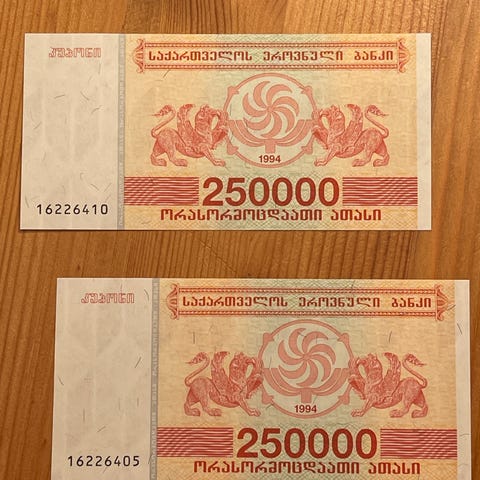 კუპონი
საქართველოს ეროვნული ბანკი
1994
250000
ორასორმოცდაათი ათასი
16226410
კუპონი
საქართველოს ეროვნული ბანკი
1994
250000
ორასორმოცდაათი ათასი
16226405